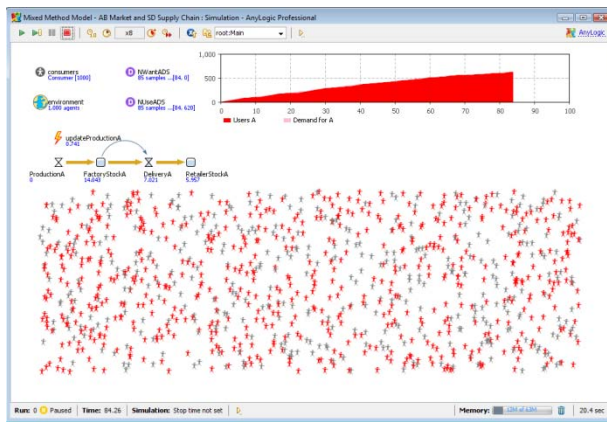 Mixed Method Model - AB Market and SD Supply Chain : Simulation - AnyLogic Professional
x8 root:Main AnyLogic
consumers
Consumer [1000]
NWantADS
85 samples ...[84, 0]
environment
1,000 agents
NUseADS
85 samples ...[84, 620]
1,000
500
0
0 10 20 30 40 50 60 70 80 90 100
Users A Demand for A
updateProductionA
0.741
ProductionA FactoryStockA DeliveryA RetailerStockA
0 14.043 7.021 5.957
Run: 0 Paused Time: 84.26 Simulation: Stop time not set Memory: 20.4 sec